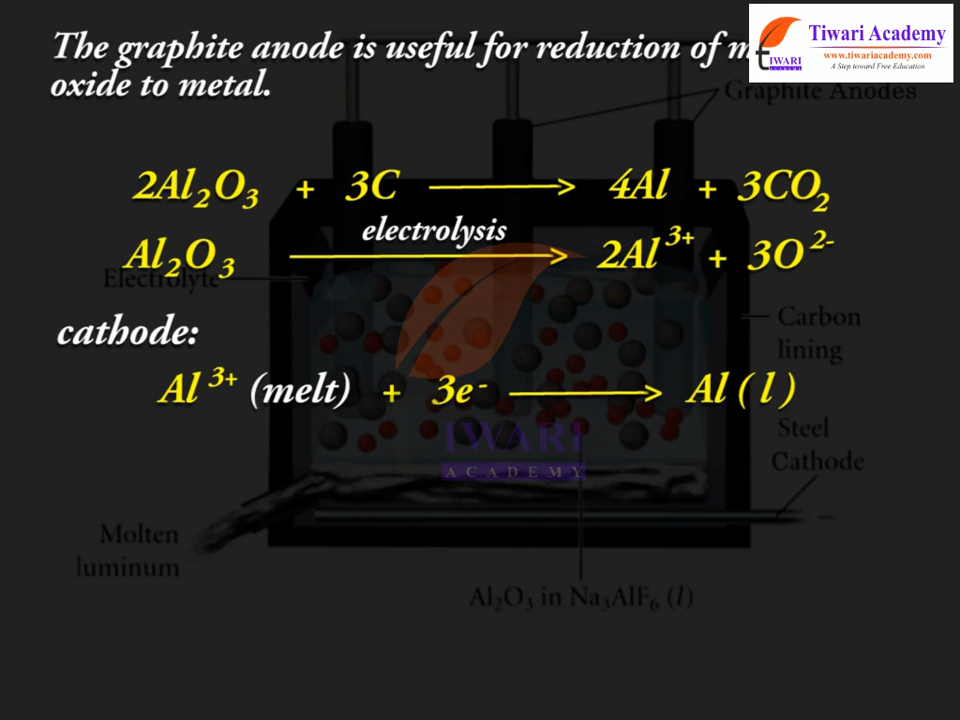 The graphite anode is useful for reduction of m
oxide to metal.
Tiwari Academy
www.tiwariacademy.com
A Step toward Free Education
tIWARI
ACADEMY
Graphite Anodes
2Al₂O₃ + 3C ⟶ 4Al + 3CO₂
electrolysis
Al₂O₃ ⟶ 2Al³⁺ + 3O²⁻
Electrolyte
cathode:
Carbon
lining
Al³⁺ (melt) + 3e⁻ ⟶ Al ( l )
IWARI
ACADEMY
Steel
Cathode
Molten
luminum
Al₂O₃ in Na₃AlF₆ (l)